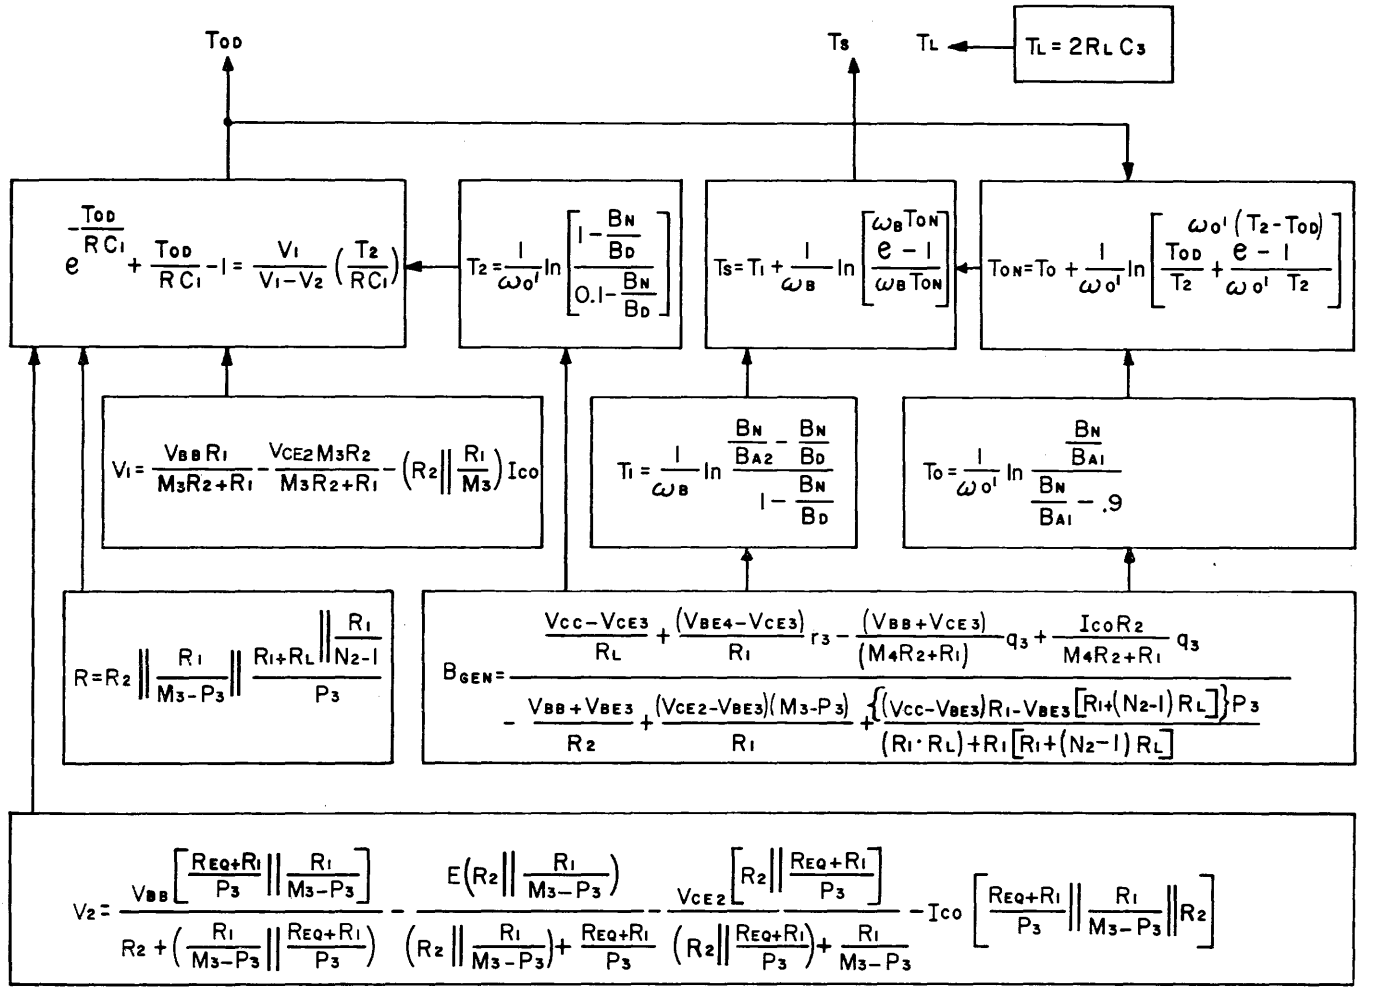 TOD
TS
TL
TL = 2RL C3
e^(-TOD/RC1) + TOD/RC1 - 1 = V1/(V1-V2) (T2/RC1)
T2 = 1/ωO' ln [(1 - BN/BD)/(0.1 - BN/BD)]
TS = T1 + 1/ωB ln [(e^(ωB TON) - 1)/(ωB TON)]
TON = TO + 1/ωO' ln [TOD/T2 + (e^(ωO' (T2-TOD)) - 1)/(ωO' T2)]
V1 = VBB R1/(M3R2+R1) - VCE2 M3R2/(M3R2+R1) - (R2 || R1/M3) ICO
T1 = 1/ωB ln (BN/BA2 - BN/BD)/(1 - BN/BD)
TO = 1/ωO' ln (BN/BA1)/(BN/BA1 - .9)
R = R2 || R1/(M3-P3) || (R1+RL || R1/(N2-1))/P3
BGEN = ((VCC-VCE3)/RL + (VBE4-VCE3)/R1 r3 - (VBB+VCE3)/(M4R2+R1) q3 + ICOR2/(M4R2+R1) q3)/(- (VBB+VBE3)/R2 + (VCE2-VBE3)(M3-P3)/R1 + {(VCC-VBE3)R1-VBE3[R1+(N2-1)RL]}P3/((R1·RL)+R1[R1+(N2-1)RL]))
V2 = VBB[(REQ+R1)/P3 || R1/(M3-P3)]/(R2 + (R1/(M3-P3) || (REQ+R1)/P3)) - E(R2 || R1/(M3-P3))/((R2 || R1/(M3-P3)) + (REQ+R1)/P3) - VCE2[R2 || (REQ+R1)/P3]/((R2 || (REQ+R1)/P3) + R1/(M3-P3)) - ICO [(REQ+R1)/P3 || R1/(M3-P3) || R2]